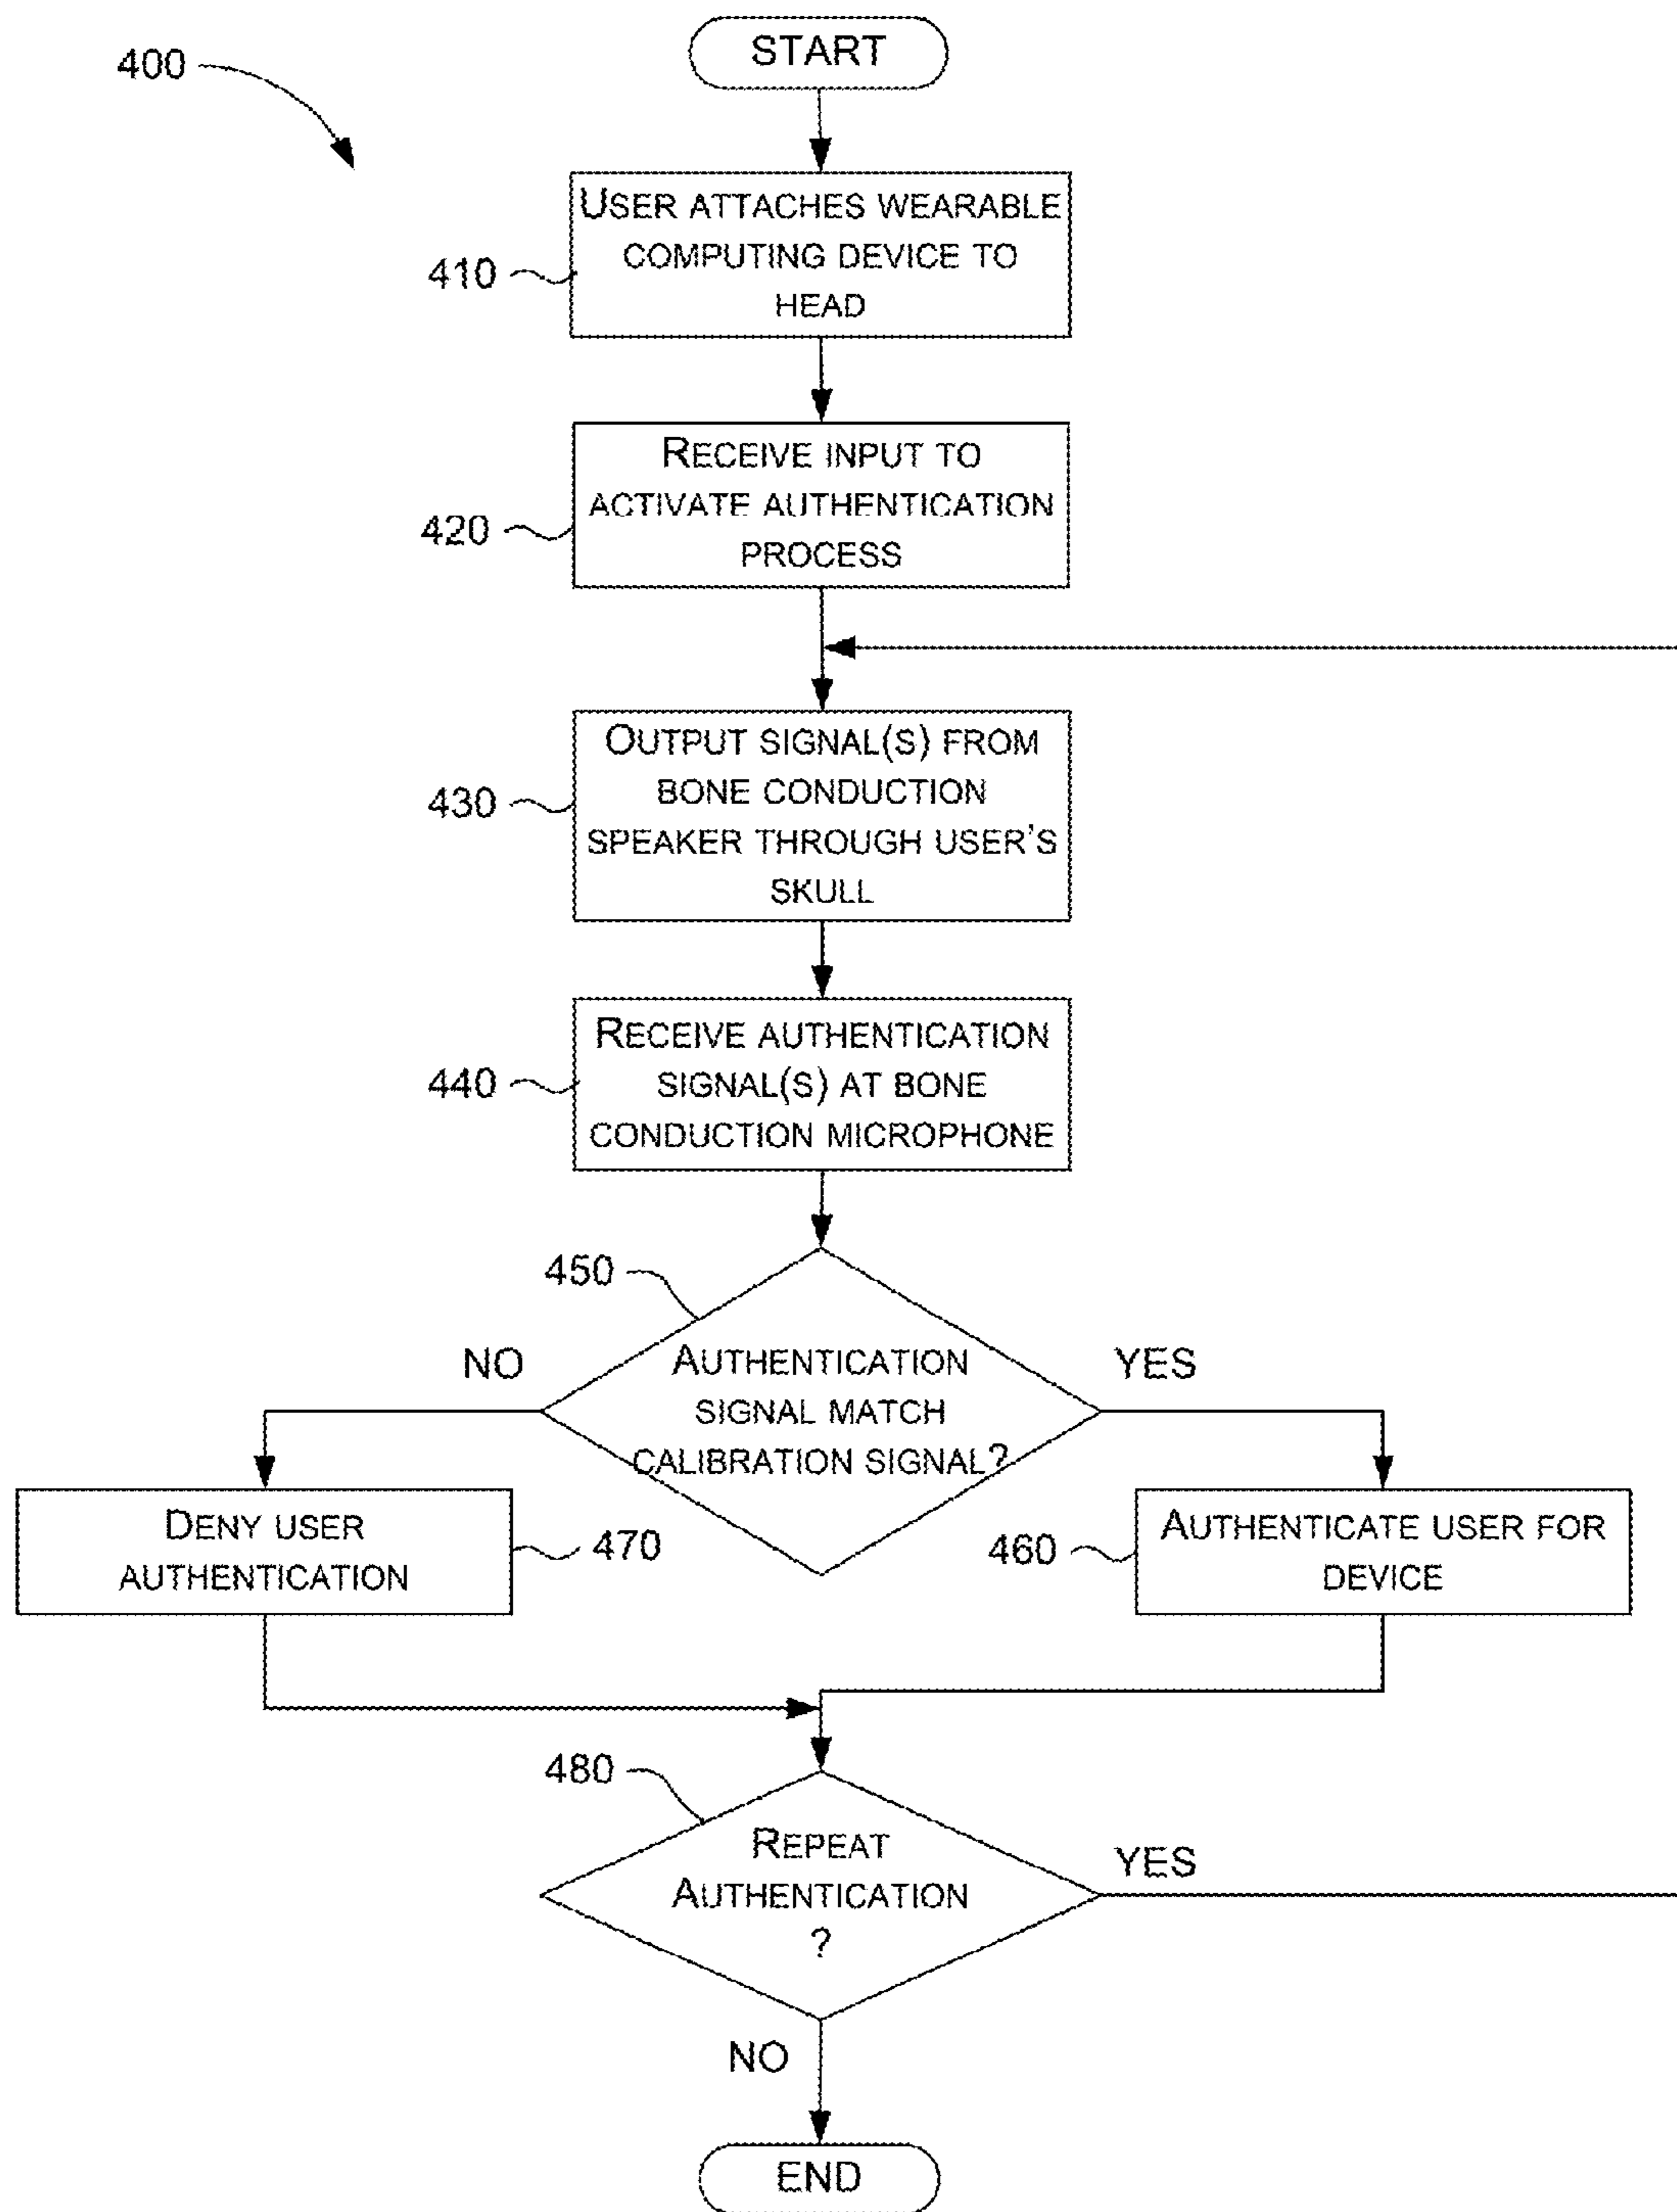 START
400
USER ATTACHES WEARABLE
COMPUTING DEVICE TO
HEAD
410
RECEIVE INPUT TO
ACTIVATE AUTHENTICATION
PROCESS
420
OUTPUT SIGNAL(S) FROM
BONE CONDUCTION
SPEAKER THROUGH USER'S
SKULL
430
RECEIVE AUTHENTICATION
SIGNAL(S) AT BONE
CONDUCTION MICROPHONE
440
450
NO
AUTHENTICATION
SIGNAL MATCH
CALIBRATION SIGNAL?
YES
DENY USER
AUTHENTICATION
470
460
AUTHENTICATE USER FOR
DEVICE
480
REPEAT
AUTHENTICATION
?
YES
NO
END